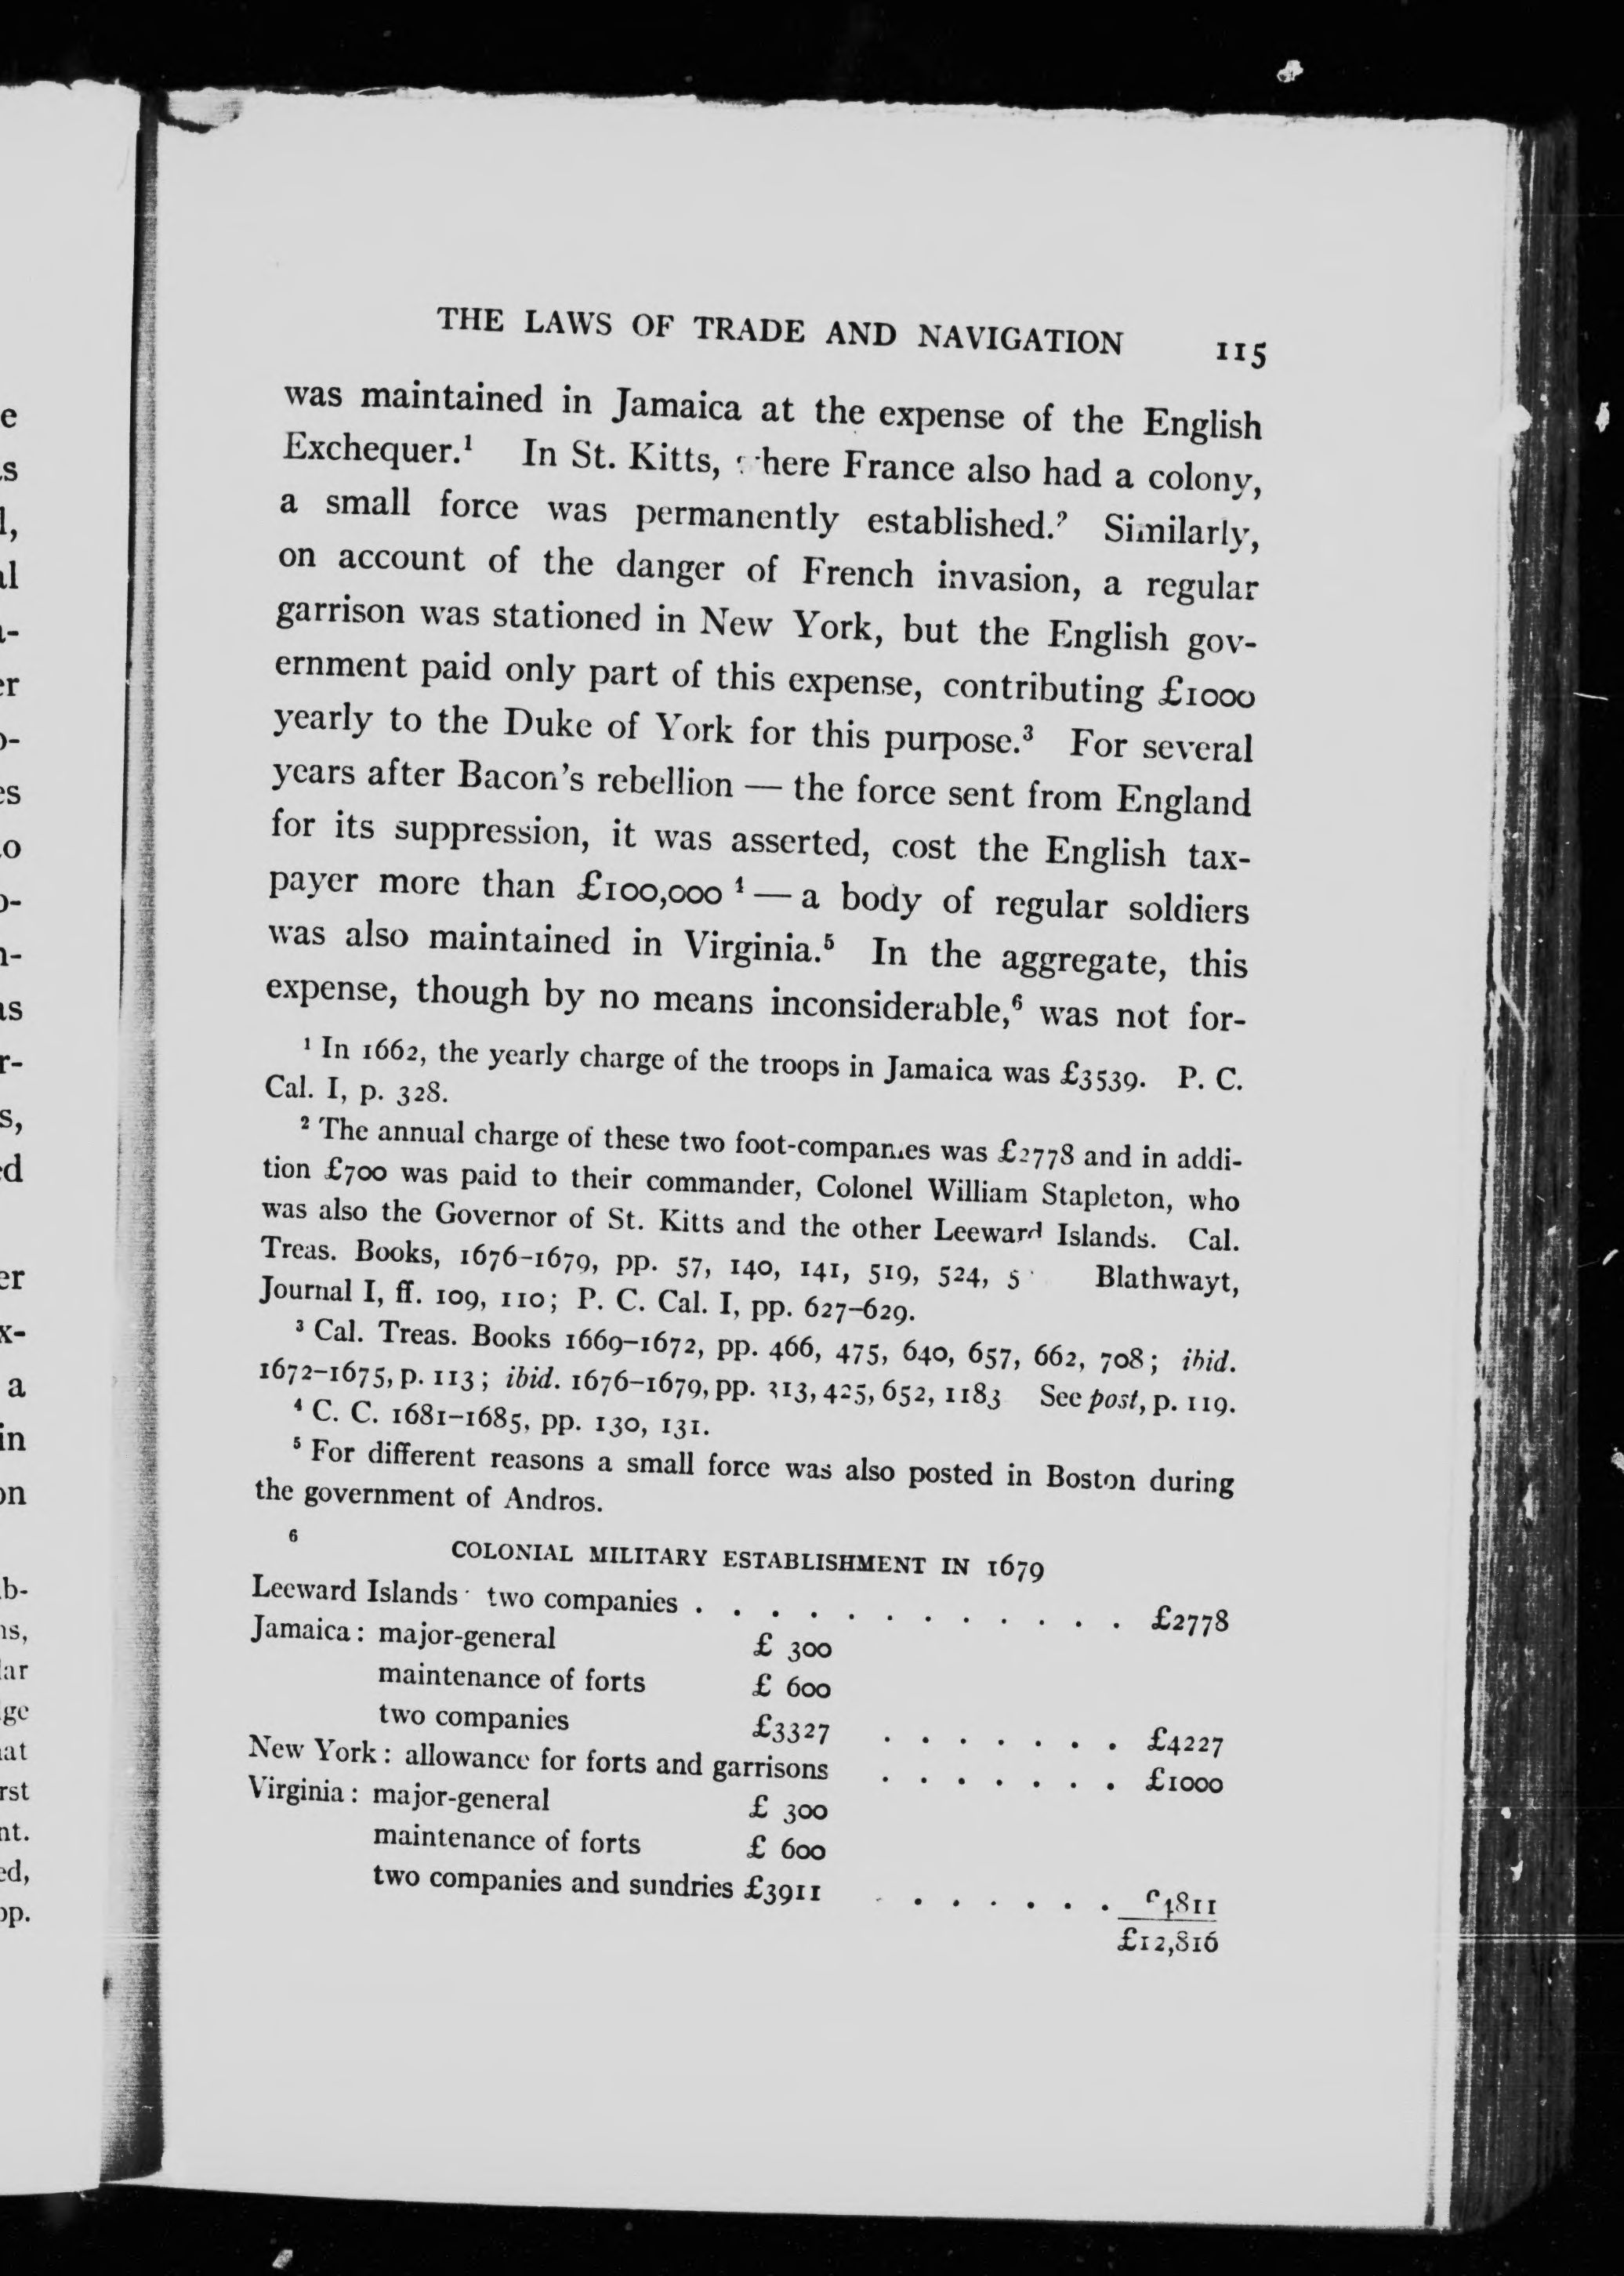 THE LAWS OF TRADE AND NAVIGATION 115
was maintained in Jamaica at the expense of the English
Exchequer.¹ In St. Kitts, where France also had a colony,
a small force was permanently established.² Similarly,
on account of the danger of French invasion, a regular
garrison was stationed in New York, but the English gov-
ernment paid only part of this expense, contributing £1000
yearly to the Duke of York for this purpose.³ For several
years after Bacon's rebellion — the force sent from England
for its suppression, it was asserted, cost the English tax-
payer more than £100,000 ⁴ — a body of regular soldiers
was also maintained in Virginia.⁵ In the aggregate, this
expense, though by no means inconsiderable,⁶ was not for-
¹ In 1662, the yearly charge of the troops in Jamaica was £3539. P. C.
Cal. I, p. 328.
² The annual charge of these two foot-companies was £2778 and in addi-
tion £700 was paid to their commander, Colonel William Stapleton, who
was also the Governor of St. Kitts and the other Leeward Islands. Cal.
Treas. Books, 1676–1679, pp. 57, 140, 141, 519, 524, Blathwayt,
Journal I, ff. 109, 110; P. C. Cal. I, pp. 627–629.
³ Cal. Treas. Books 1669–1672, pp. 466, 475, 640, 657, 662, 708; ibid.
1672–1675, p. 113; ibid. 1676–1679, pp. 313, 425, 652, 1183 See post, p. 119.
⁴ C. C. 1681–1685, pp. 130, 131.
⁵ For different reasons a small force was also posted in Boston during
the government of Andros.
⁶ COLONIAL MILITARY ESTABLISHMENT IN 1679
Leeward Islands two companies . . . . . . . . . . . . £2778
Jamaica: major-general £ 300
maintenance of forts £ 600
two companies £3327 . . . . . . . £4227
New York: allowance for forts and garrisons . . . . . . . £1000
Virginia: major-general £ 300
maintenance of forts £ 600
two companies and sundries £3911 . . . . . . . £4811
£12,816